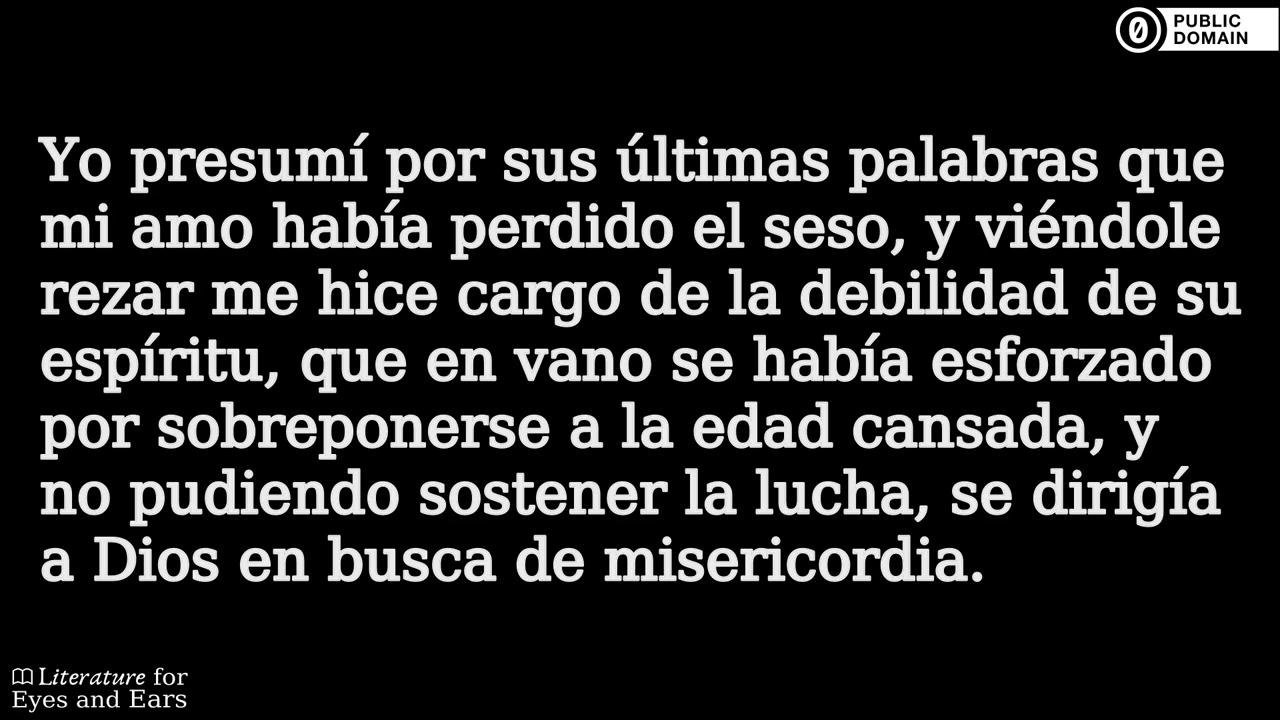 PUBLIC
DOMAIN
Yo presumí por sus últimas palabras que
mi amo había perdido el seso, y viéndole
rezar me hice cargo de la debilidad de su
espíritu, que en vano se había esforzado
por sobreponerse a la edad cansada, y
no pudiendo sostener la lucha, se dirigía
a Dios en busca de misericordia.
Literature for
Eyes and Ears